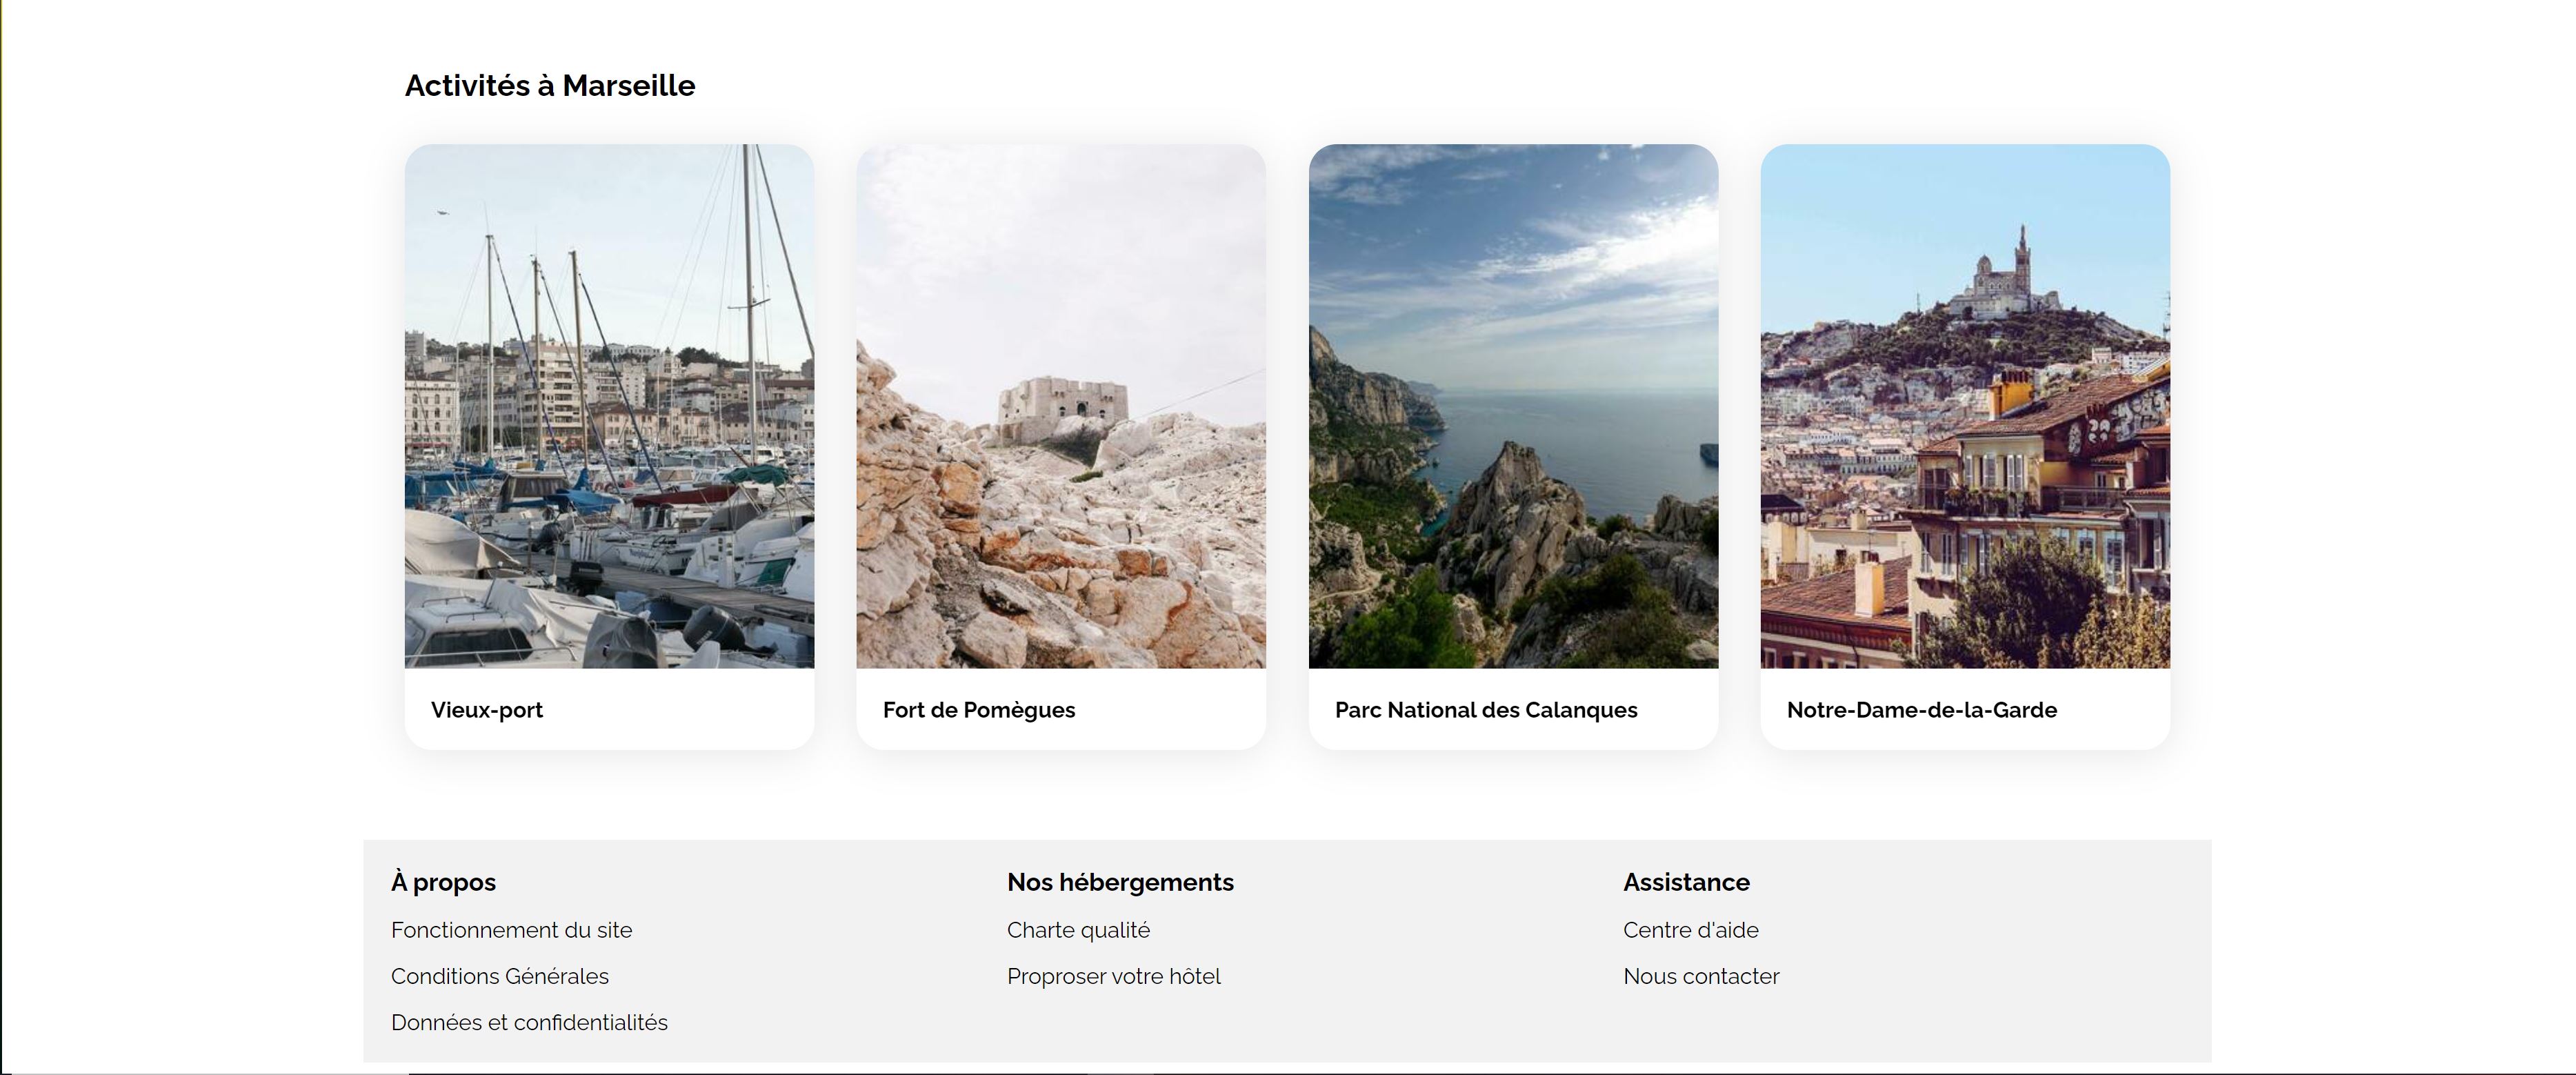 Activités à Marseille
Vieux-port
Fort de Pomègues
Parc National des Calanques
Notre-Dame-de-la-Garde
À propos
Fonctionnement du site
Conditions Générales
Données et confidentialités
Nos hébergements
Charte qualité
Proproser votre hôtel
Assistance
Centre d'aide
Nous contacter